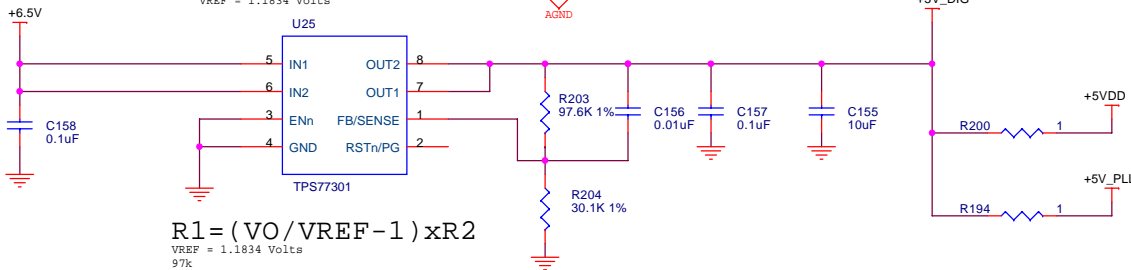 VREF = 1.1834 Volts
+6.5V
AGND
+5V_DIG
U25
5 IN1 OUT2 8
6 IN2 OUT1 7
3 ENn FB/SENSE 1
4 GND RSTn/PG 2
TPS77301
C158
0.1uF
R203
97.6K 1%
C156
0.01uF
C157
0.1uF
C155
10uF
R204
30.1K 1%
+5VDD
R200 1
+5V_PLL
R194 1
R1=(VO/VREF-1)xR2
VREF = 1.1834 Volts
97k